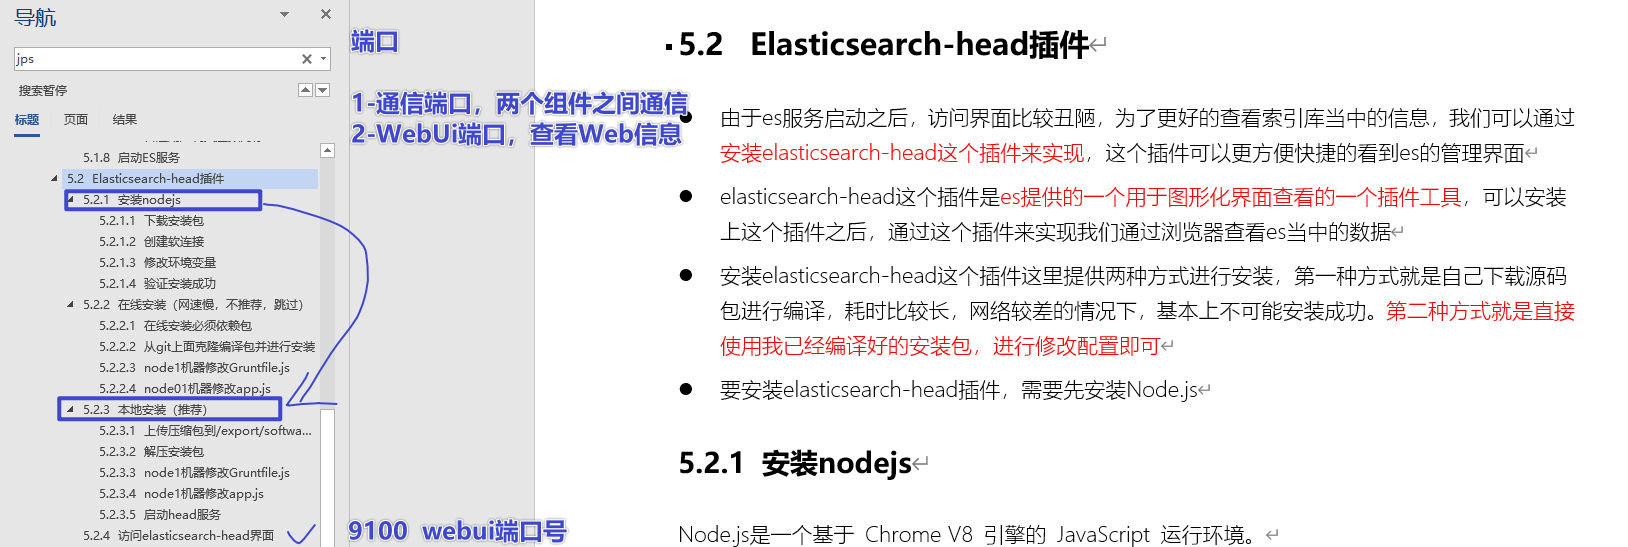 导航
jps
搜索暂停
标题 页面 结果
5.1.8 启动ES服务
5.2 Elasticsearch-head插件
5.2.1 安装nodejs
5.2.1.1 下载安装包
5.2.1.2 创建软连接
5.2.1.3 修改环境变量
5.2.1.4 验证安装成功
5.2.2 在线安装（网速慢，不推荐，跳过）
5.2.2.1 在线安装必须依赖包
5.2.2.2 从git上面克隆编译包并进行安装
5.2.2.3 node1机器修改Gruntfile.js
5.2.2.4 node01机器修改app.js
5.2.3 本地安装（推荐）
5.2.3.1 上传压缩包到/export/softwa...
5.2.3.2 解压安装包
5.2.3.3 node1机器修改Gruntfile.js
5.2.3.4 node1机器修改app.js
5.2.3.5 启动head服务
5.2.4 访问elasticsearch-head界面
端口
1-通信端口，两个组件之间通信
2-WebUi端口，查看Web信息
9100 webui端口号
5.2 Elasticsearch-head插件
由于es服务启动之后，访问界面比较丑陋，为了更好的查看索引库当中的信息，我们可以通过
安装elasticsearch-head这个插件来实现，这个插件可以更方便快捷的看到es的管理界面
elasticsearch-head这个插件是es提供的一个用于图形化界面查看的一个插件工具，可以安装
上这个插件之后，通过这个插件来实现我们通过浏览器查看es当中的数据
安装elasticsearch-head这个插件这里提供两种方式进行安装，第一种方式就是自己下载源码
包进行编译，耗时比较长，网络较差的情况下，基本上不可能安装成功。第二种方式就是直接
使用我已经编译好的安装包，进行修改配置即可
要安装elasticsearch-head插件，需要先安装Node.js
5.2.1 安装nodejs
Node.js是一个基于 Chrome V8 引擎的 JavaScript 运行环境。